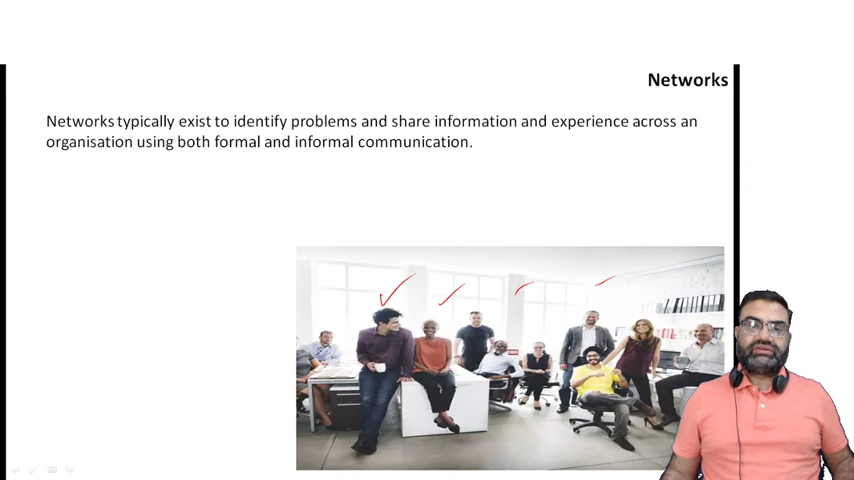 Networks
Networks typically exist to identify problems and share information and experience across an
organisation using both formal and informal communication.